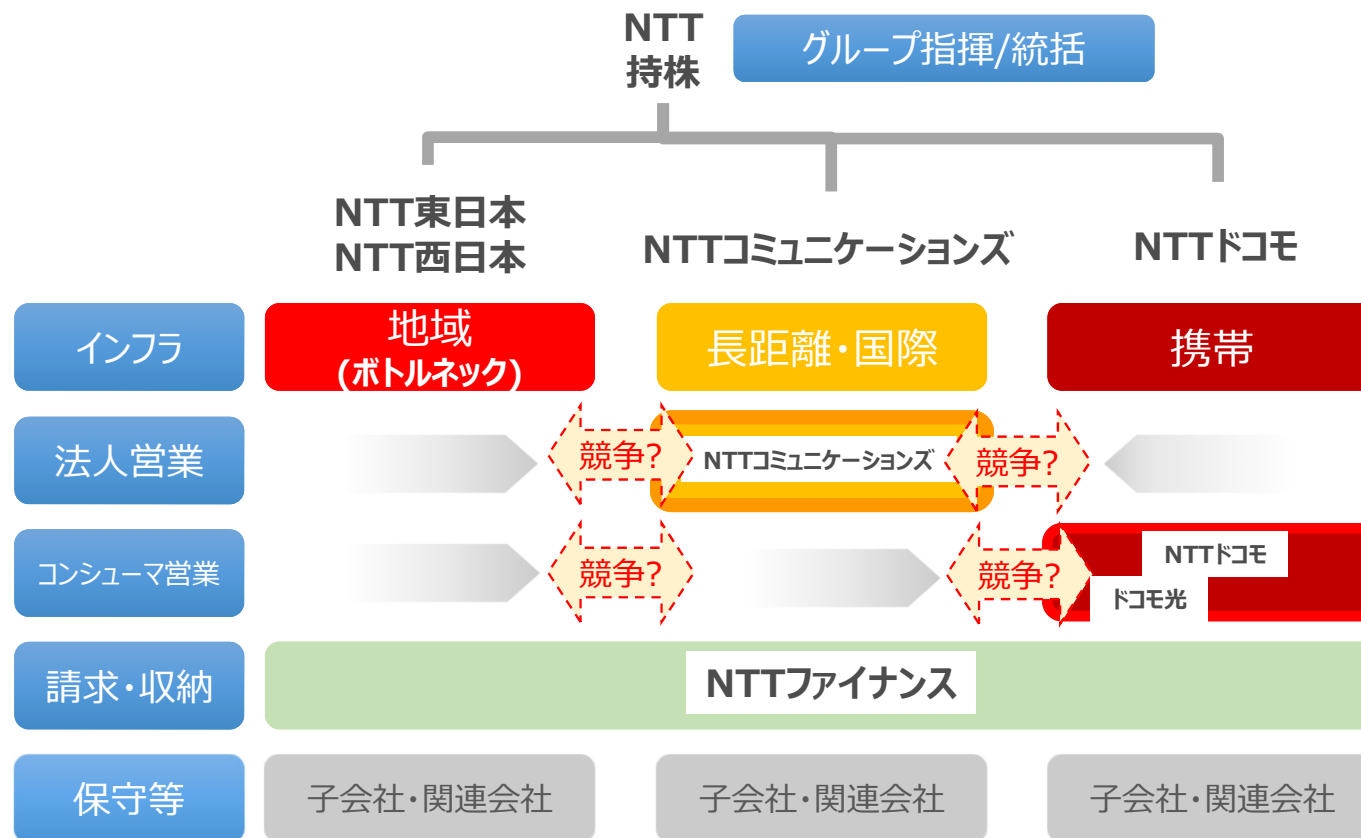 NTT
持株
グループ指揮/統括
NTT東日本
NTT西日本
NTTコミュニケーションズ
NTTドコモ
インフラ
地域
(ボトルネック)
長距離・国際
携帯
法人営業
競争?
NTTコミュニケーションズ
競争?
コンシューマ営業
競争?
競争?
NTTドコモ
ドコモ光
請求・収納
NTTファイナンス
保守等
子会社・関連会社
子会社・関連会社
子会社・関連会社